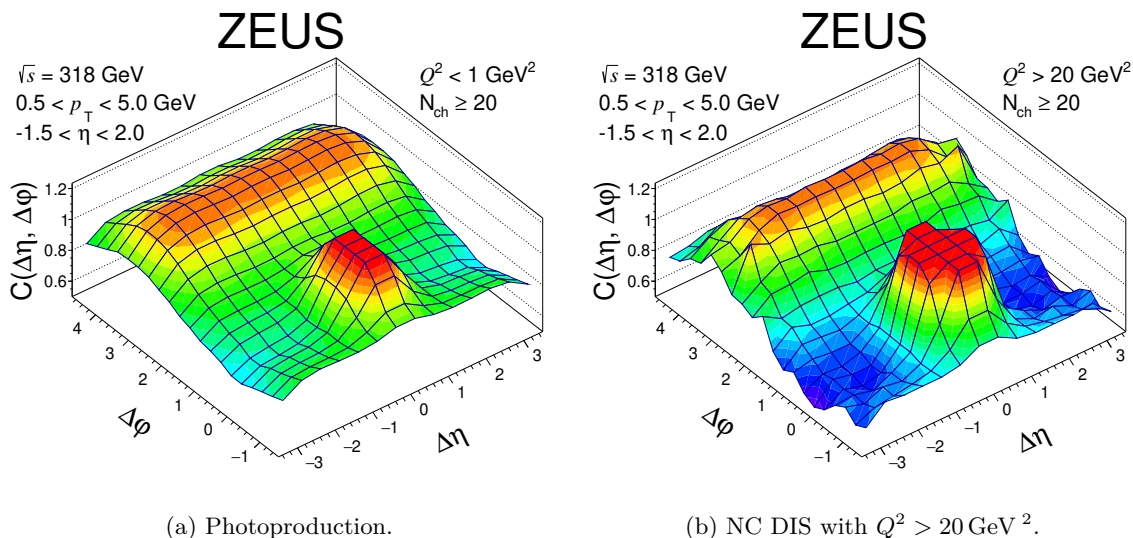 ZEUS
√s = 318 GeV
0.5 < p_T < 5.0 GeV
-1.5 < η < 2.0
Q² < 1 GeV²
N_ch ≥ 20
C(Δη, Δφ)
1.2
1
0.8
0.6
4
3
2
1
0
−1
Δφ
−3
−2
−1
0
1
2
3
Δη
(a) Photoproduction.
ZEUS
√s = 318 GeV
0.5 < p_T < 5.0 GeV
-1.5 < η < 2.0
Q² > 20 GeV²
N_ch ≥ 20
C(Δη, Δφ)
1.2
1
0.8
0.6
4
3
2
1
0
−1
Δφ
−3
−2
−1
0
1
2
3
Δη
(b) NC DIS with Q² > 20 GeV ².